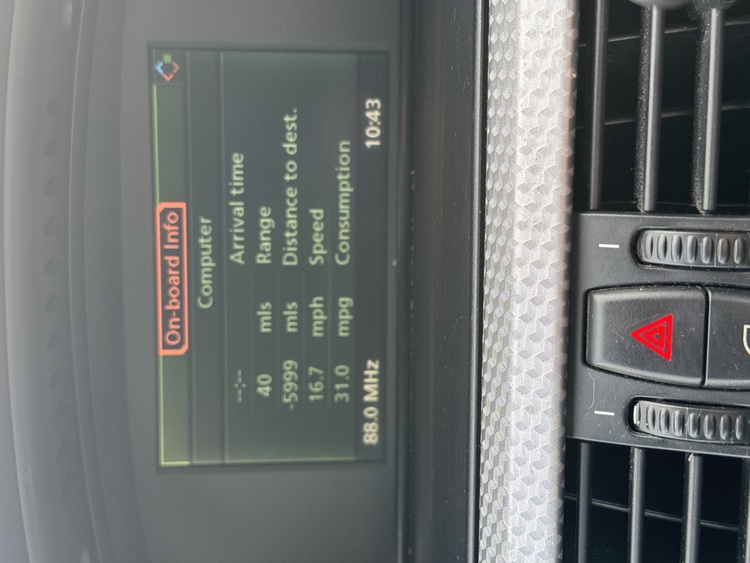 On-board Info
Computer
--:-- Arrival time
40 mls Range
-5999 mls Distance to dest.
16.7 mph Speed
31.0 mpg Consumption
88.0 MHz 10:43